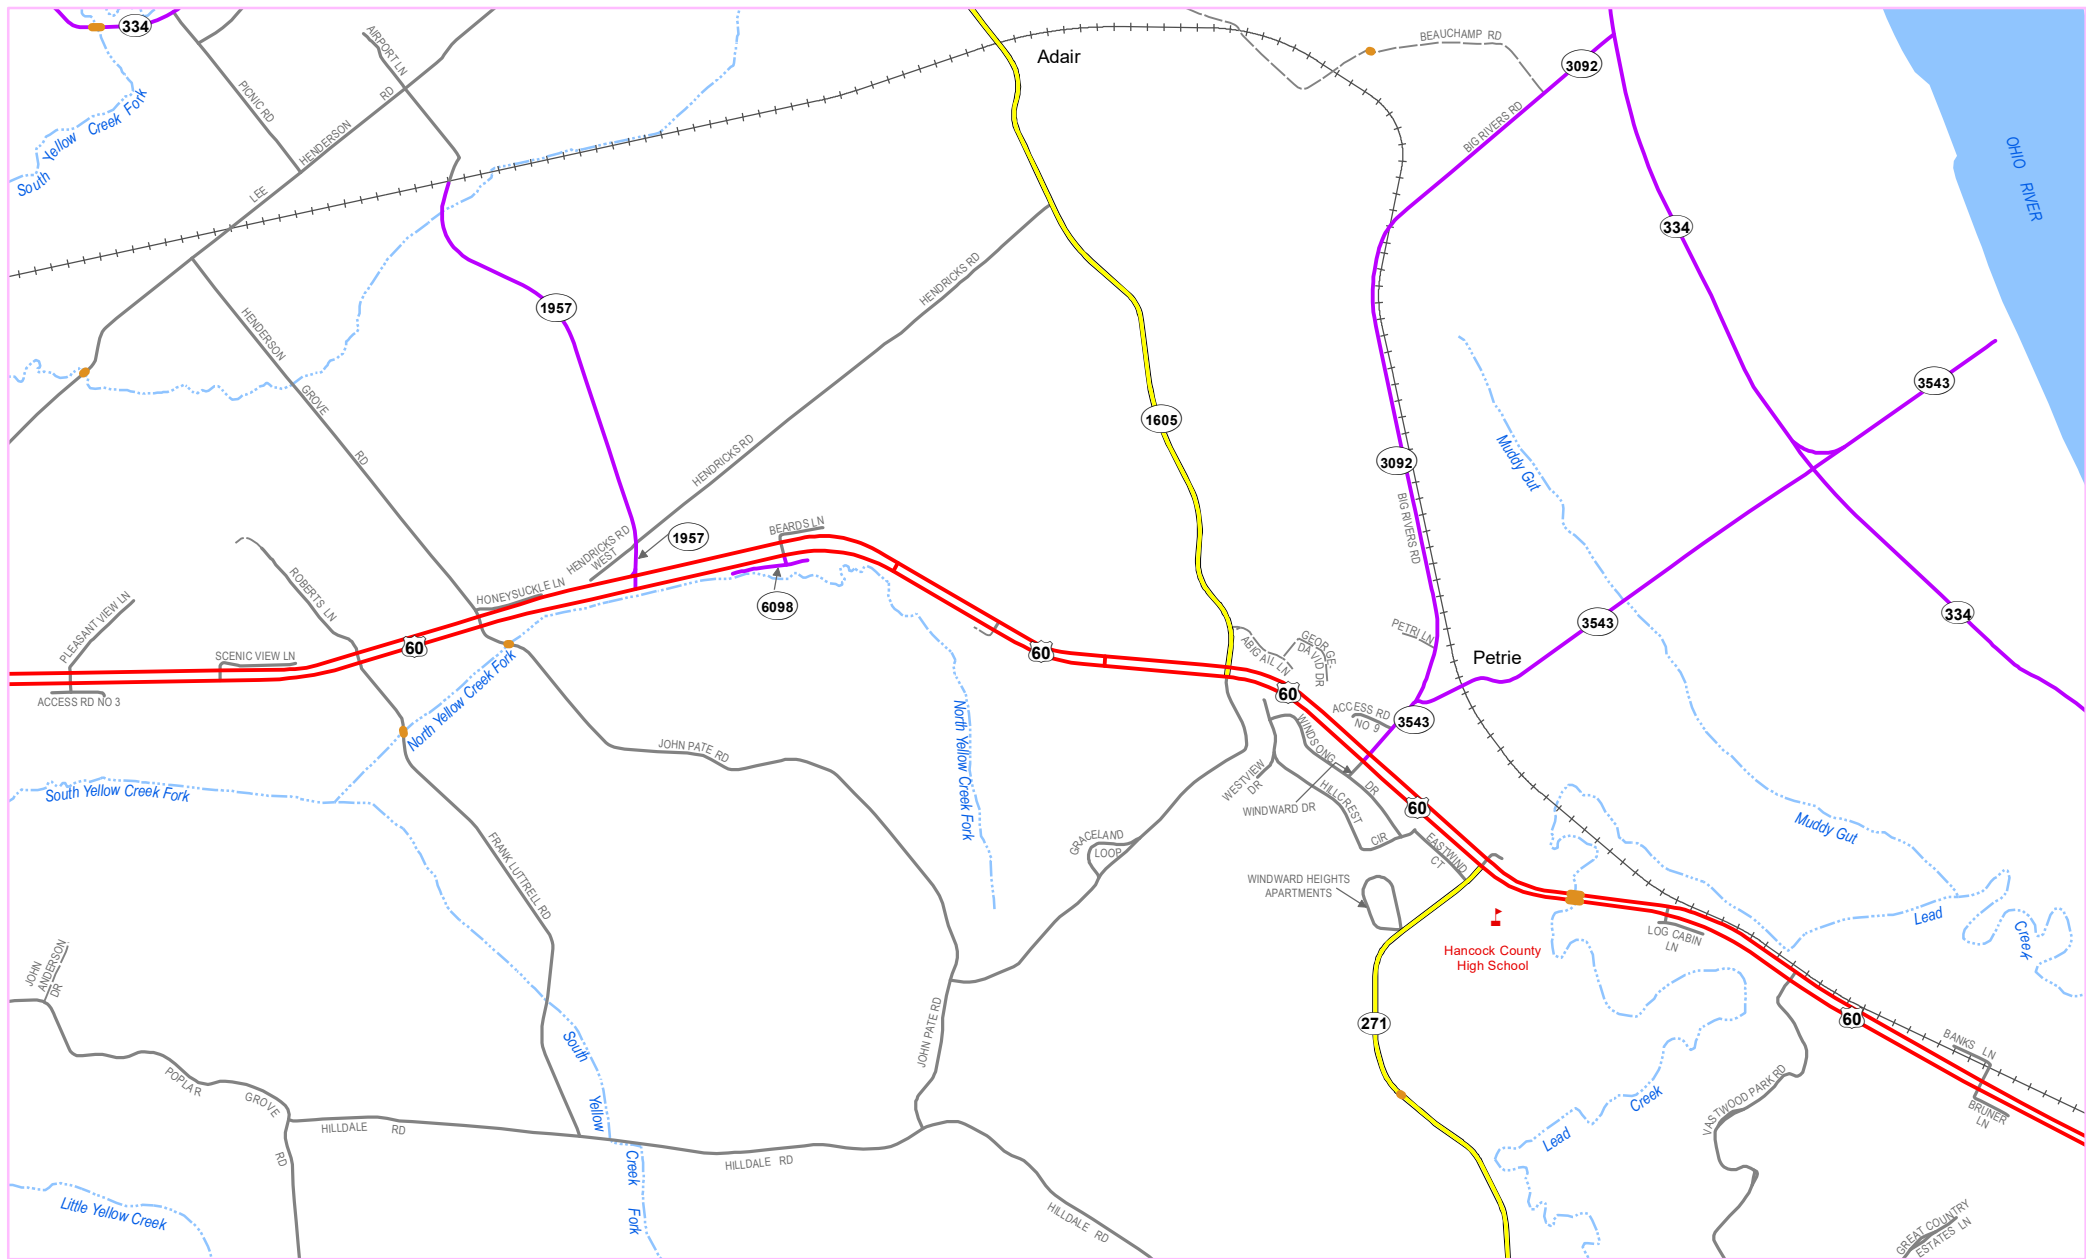 334
AIRPORT LN
PICNIC RD
Adair
BEAUCHAMP RD
3092
South Yellow Creek Fork
LEE HENDERSON RD
BIG RIVERS RD
OHIO RIVER
334
HENDRICKS RD
1957
HENDERSON GROVE RD
3543
1605
HENDRICKS RD
3092
Muddy Gut
BIG RIVERS RD
BEARDS LN
1957
HENDRICKS RD
WEST
HONEYSUCKLE LN
6098
ROBERTS LN
PLEASANT VIEW LN
SCENIC VIEW LN
60
60
ACCESS RD NO 3
North Yellow Creek Fork
ABIGAIL LN
GEORGE-
DAVID DR
PETRI LN
Petrie
3543
334
60
ACCESS RD
NO 9
3543
North Yellow Creek Fork
JOHN PATE RD
WINDSONG DR
WESTVIEW
DR
WINDWARD DR
HILLCREST CIR
60
South Yellow Creek Fork
EASTWIND
CT
GRACELAND
LOOP
FRANK LUTTRELL RD
Muddy Gut
WINDWARD HEIGHTS
APARTMENTS
Hancock County
High School
LOG CABIN
LN
Lead Creek
JOHN
ANDERSON
DR
JOHN PATE RD
271
60
BANKS LN
South Yellow Creek Fork
POPLAR GROVE RD
HILLDALE RD
HILLDALE RD
HILLDALE RD
Lead Creek
VASTWOOD PARK RD
BRUNER
LN
Little Yellow Creek
GREAT COUNTRY
ESTATES LN